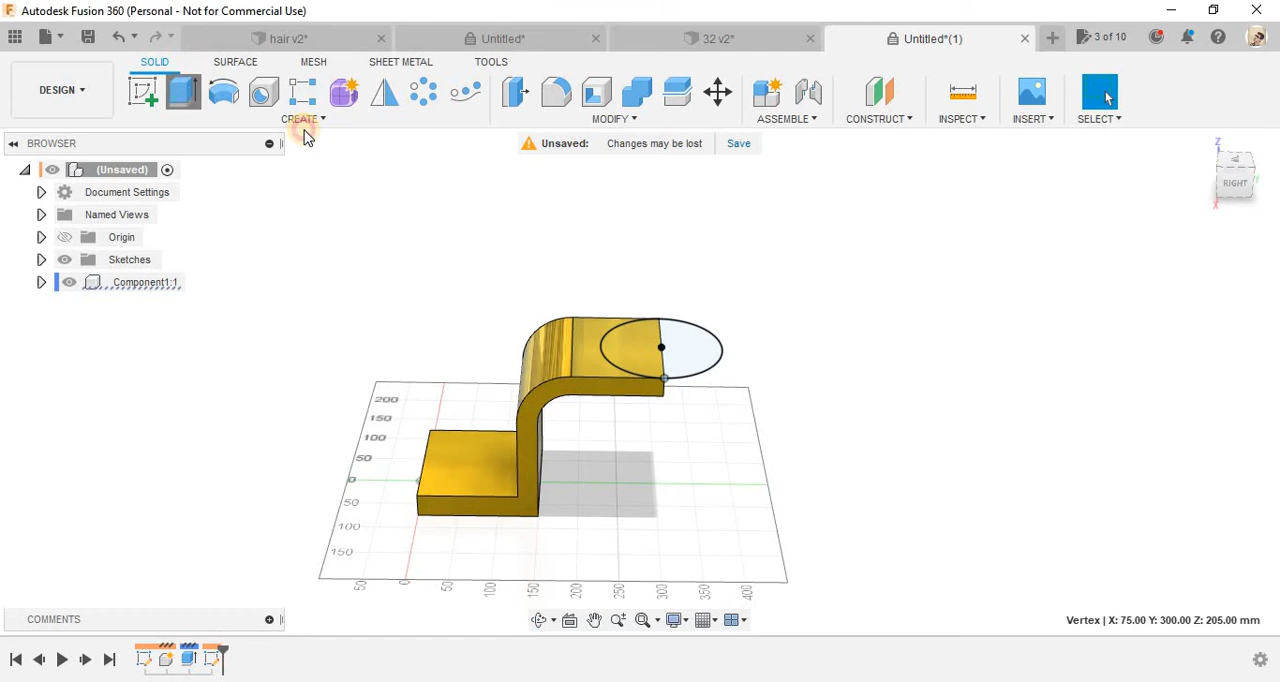 Autodesk Fusion 360 (Personal - Not for Commercial Use)
hair v2*
Untitled*
32 v2*
Untitled*(1)
3 of 10
SOLID
SURFACE
MESH
SHEET METAL
TOOLS
DESIGN
CREATE
MODIFY
ASSEMBLE
CONSTRUCT
INSPECT
INSERT
SELECT
BROWSER
Unsaved:
Changes may be lost
Save
(Unsaved)
Document Settings
Named Views
Origin
Sketches
Component1:1
Z
RIGHT
Y
X
200
150
100
50
0
50
100
150
50
0
50
100
150
200
250
300
350
400
COMMENTS
Vertex | X: 75.00 Y: 300.00 Z: 205.00 mm